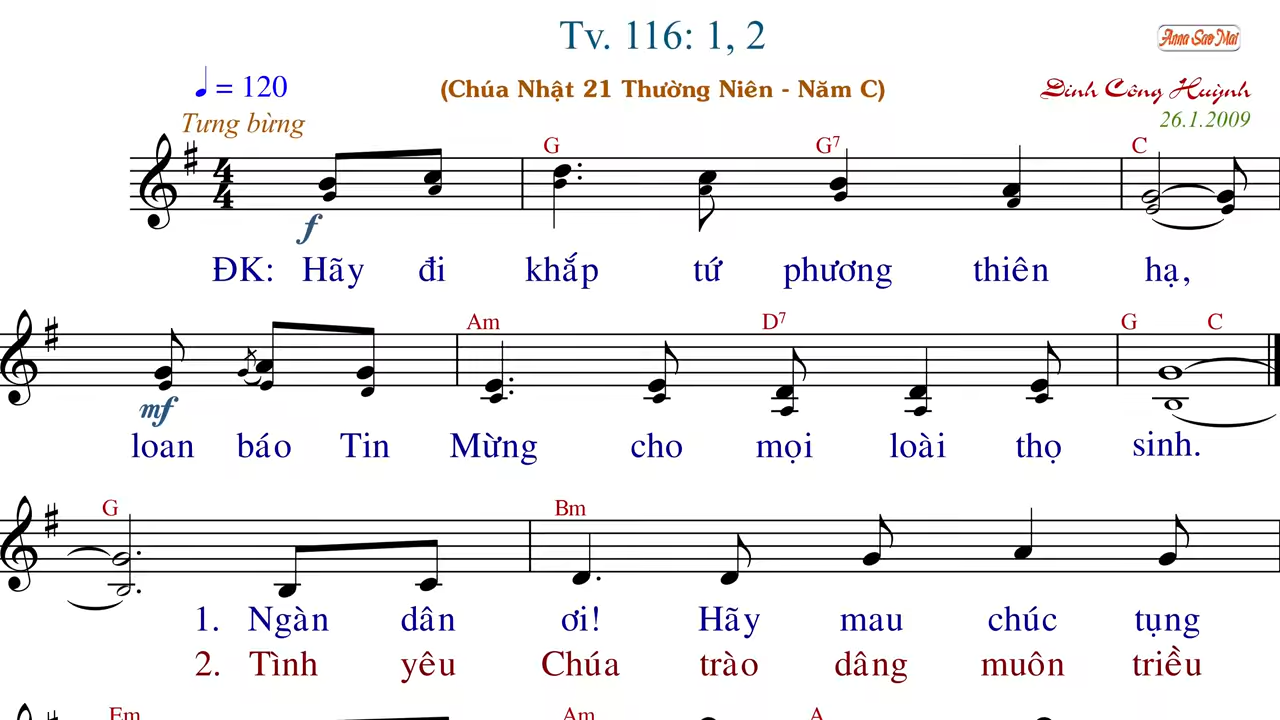 Tv. 116: 1, 2
Anna Sao Mai
♩ = 120
(Chúa Nhật 21 Thường Niên - Năm C)
Đinh Công Huỳnh
Tưng bừng
26.1.2009
G G7 C
f
ĐK: Hãy đi khắp tứ phương thiên hạ,
Am D7 G C
mf
loan báo Tin Mừng cho mọi loài thọ sinh.
G Bm
1. Ngàn dân ơi! Hãy mau chúc tụng
2. Tình yêu Chúa trào dâng muôn triều
Em Am A